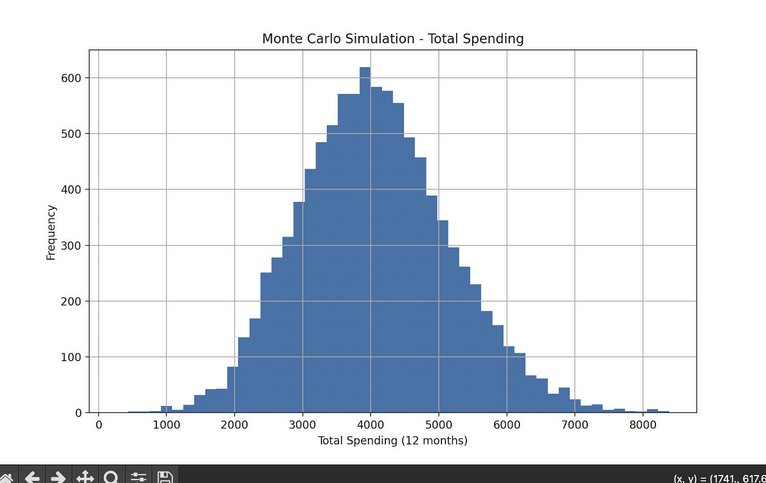 Monte Carlo Simulation - Total Spending
600
500
400
300
200
100
0
Frequency
0 1000 2000 3000 4000 5000 6000 7000 8000
Total Spending (12 months)
(x, y) = (1741., 617.6